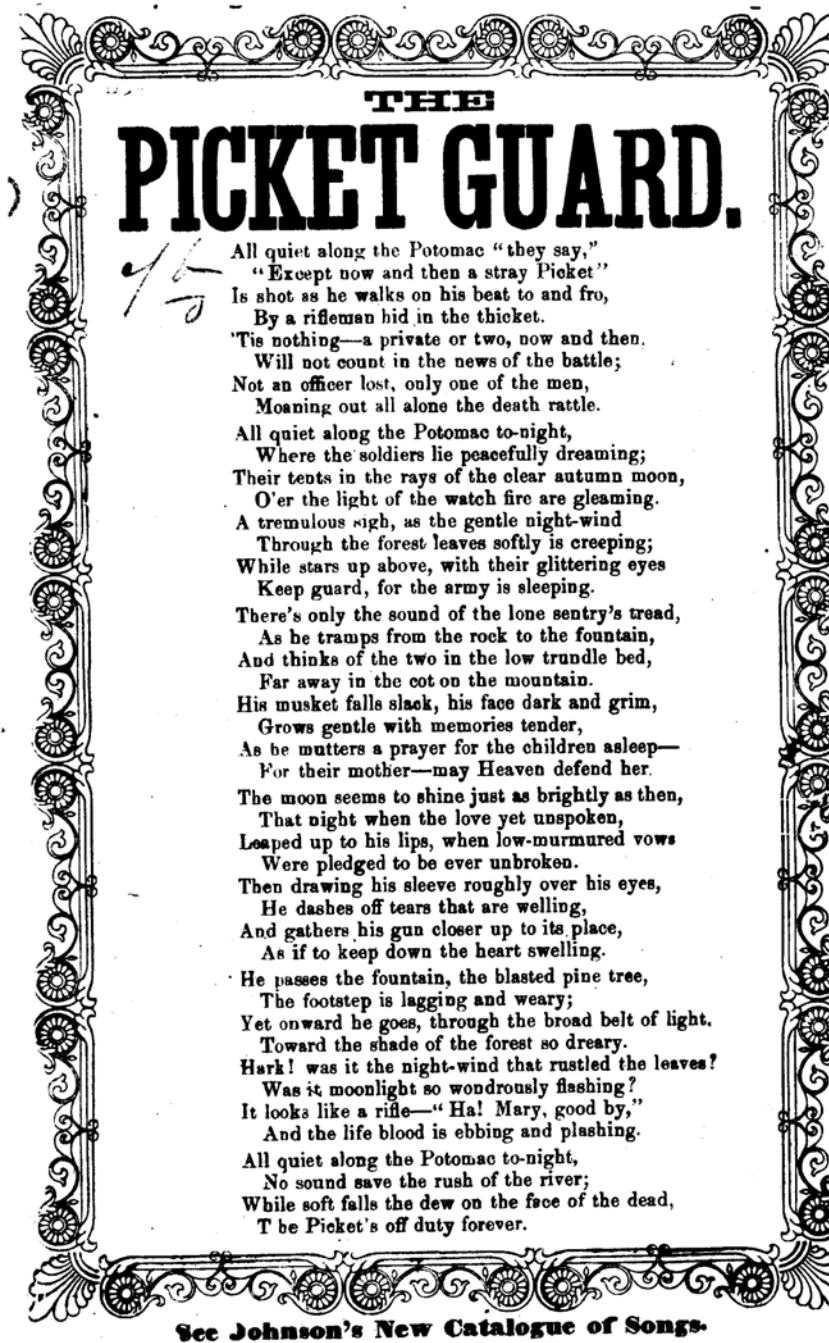 THE
PICKET GUARD.
All quiet along the Potomac “they say,”
“Except now and then a stray Picket”
Is shot as he walks on his beat to and fro,
By a rifleman hid in the thicket.
'Tis nothing—a private or two, now and then.
Will not count in the news of the battle;
Not an officer lost, only one of the men,
Moaning out all alone the death rattle.
All quiet along the Potomac to-night,
Where the soldiers lie peacefully dreaming;
Their tents in the rays of the clear autumn moon,
O'er the light of the watch fire are gleaming.
A tremulous sigh, as the gentle night-wind
Through the forest leaves softly is creeping;
While stars up above, with their glittering eyes
Keep guard, for the army is sleeping.
There's only the sound of the lone sentry's tread,
As he tramps from the rock to the fountain,
And thinks of the two in the low trundle bed,
Far away in the cot on the mountain.
His musket falls slack, his face dark and grim,
Grows gentle with memories tender,
As he mutters a prayer for the children asleep—
For their mother—may Heaven defend her.
The moon seems to shine just as brightly as then,
That night when the love yet unspoken,
Leaped up to his lips, when low-murmured vows
Were pledged to be ever unbroken.
Then drawing his sleeve roughly over his eyes,
He dashes off tears that are welling,
And gathers his gun closer up to its place,
As if to keep down the heart swelling.
He passes the fountain, the blasted pine tree,
The footstep is lagging and weary;
Yet onward he goes, through the broad belt of light,
Toward the shade of the forest so dreary.
Hark! was it the night-wind that rustled the leaves?
Was it moonlight so wondrously flashing?
It looks like a rifle—“Ha! Mary, good by,”
And the life blood is ebbing and plashing.
All quiet along the Potomac to-night,
No sound save the rush of the river;
While soft falls the dew on the face of the dead,
T he Picket's off duty forever.
See Johnson's New Catalogue of Songs.